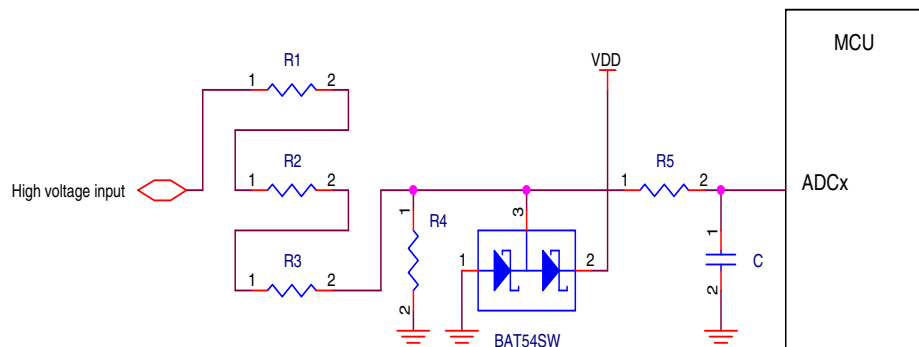 MCU
R1
VDD
1 2
R2
R5
High voltage input
1 2
1 2
ADCx
R3
1
R4
3
1
1 2
1 2
C
2
2
BAT54SW